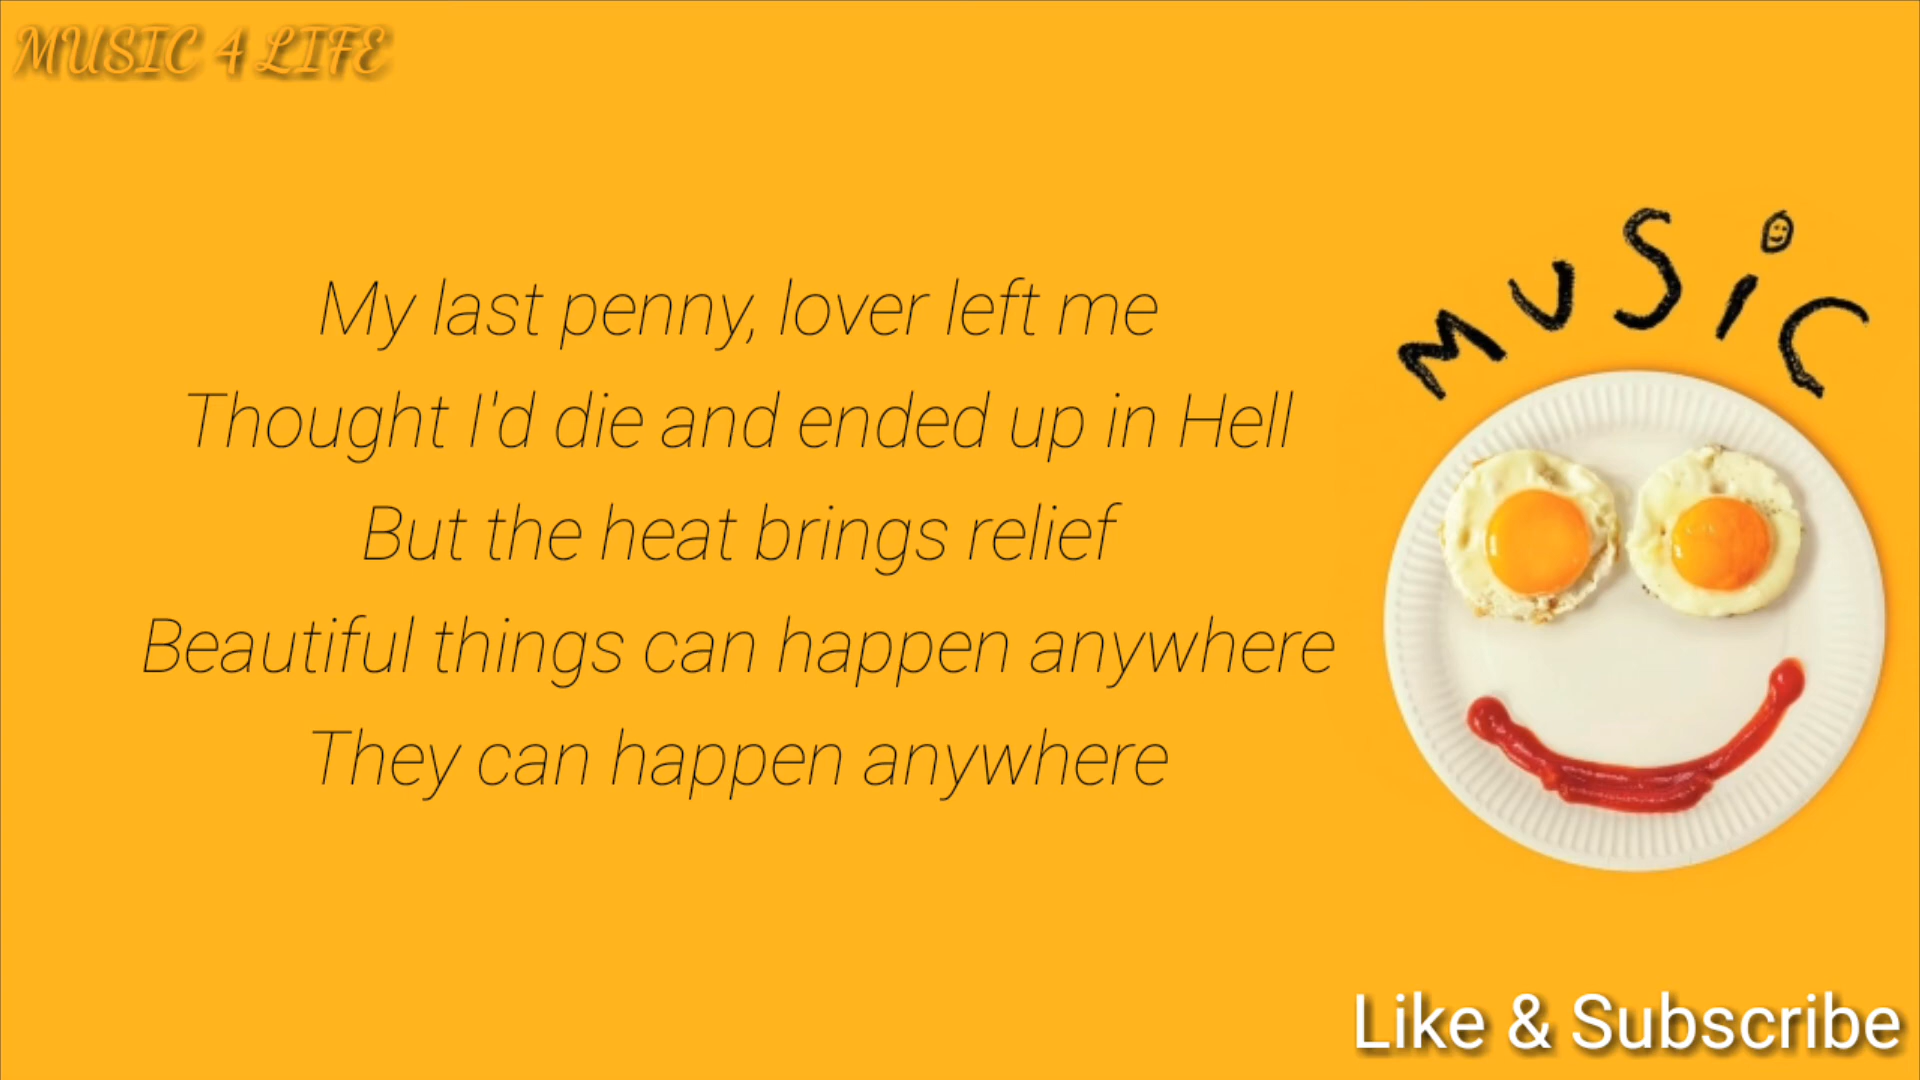 MUSIC 4 LIFE
MUSiC
My last penny, lover left me
Thought I'd die and ended up in Hell
But the heat brings relief
Beautiful things can happen anywhere
They can happen anywhere
Like & Subscribe